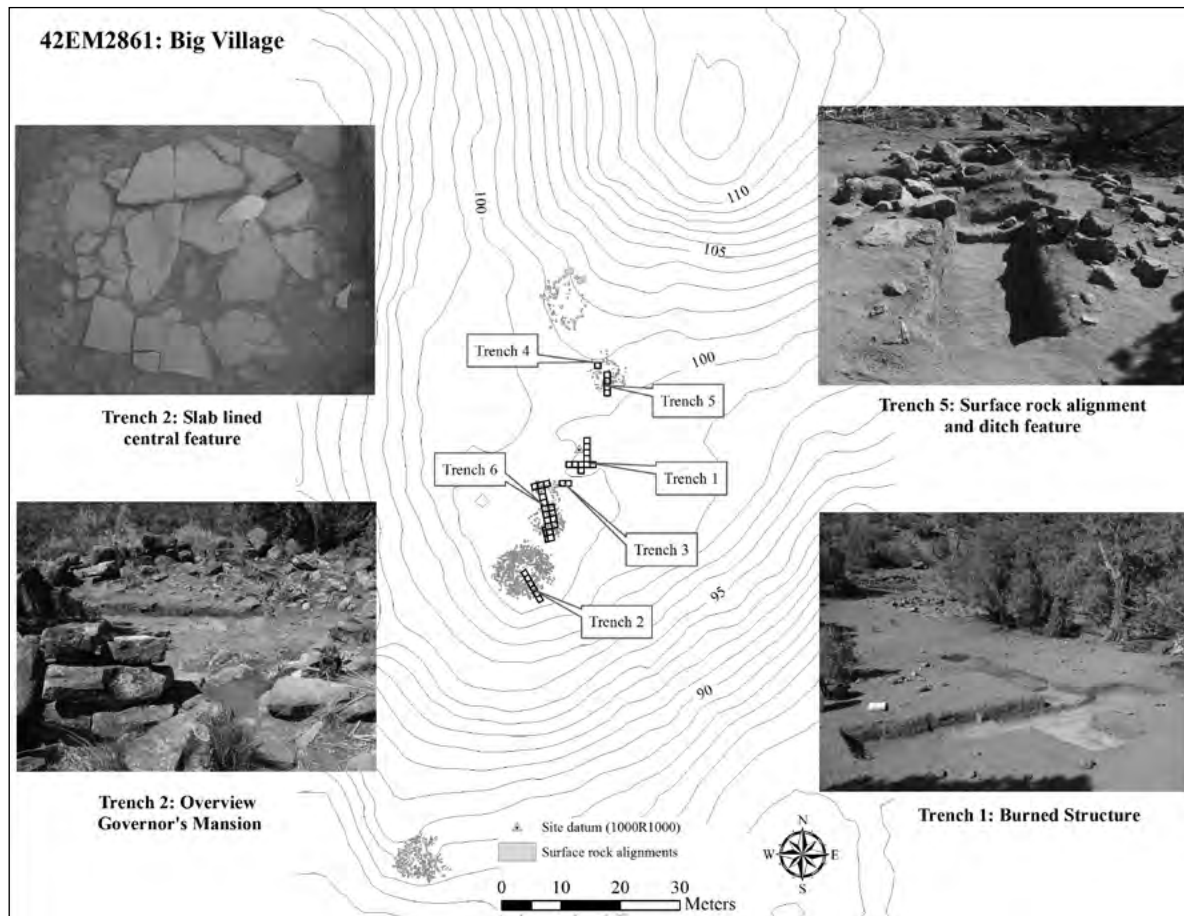 42EM2861: Big Village
Trench 2: Slab lined
central feature
Trench 2: Overview
Governor's Mansion
100
110
105
Trench 4
100
Trench 5
Trench 6
Trench 1
Trench 3
95
Trench 2
90
Trench 5: Surface rock alignment
and ditch feature
Trench 1: Burned Structure
Site datum (1000R1000)
Surface rock alignments
N
W E
S
0 10 20 30
Meters